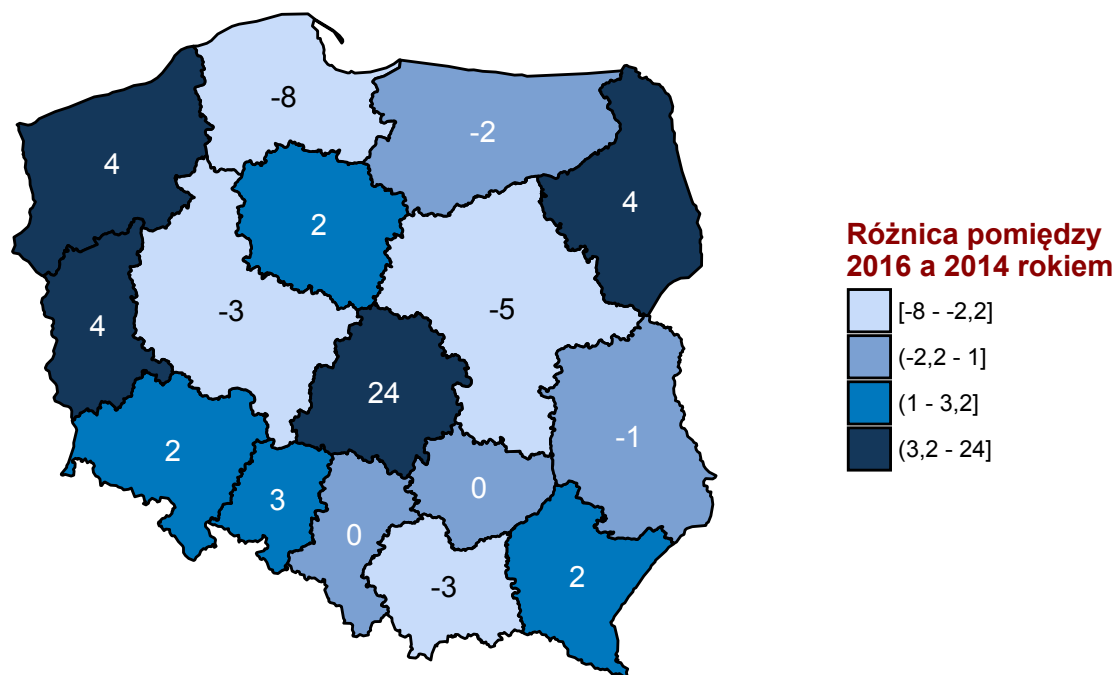 -8
-2
4
4
2
-3
-5
4
24
-1
2
0
3
0
2
-3
Różnica pomiędzy
2016 a 2014 rokiem
[-8 - -2,2]
(-2,2 - 1]
(1 - 3,2]
(3,2 - 24]